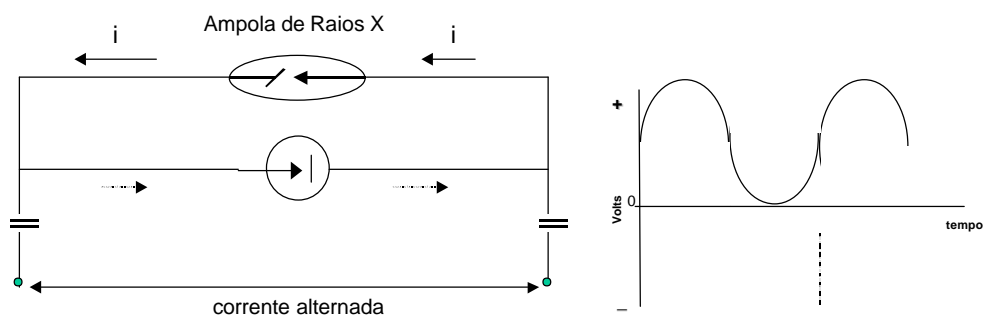 Ampola de Raios X
i
i
corrente alternada
+
Volts
0
tempo
–